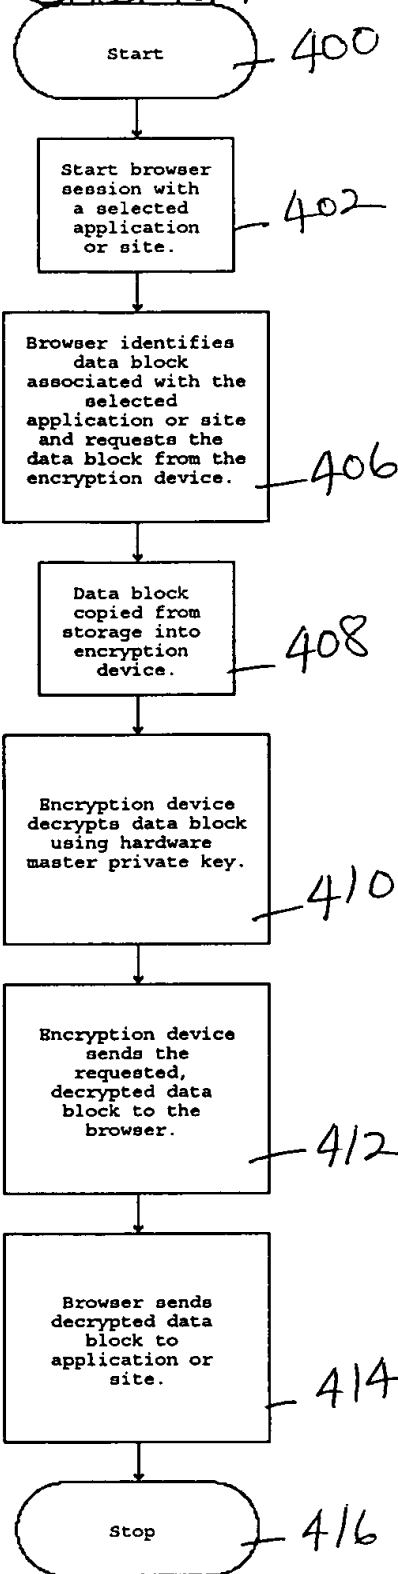 Start
400
Start browser
session with
a selected
application
or site.
402
Browser identifies
data block
associated with the
selected
application or site
and requests the
data block from the
encryption device.
406
Data block
copied from
storage into
encryption
device.
408
Encryption device
decrypts data block
using hardware
master private key.
410
Encryption device
sends the
requested,
decrypted data
block to the
browser.
412
Browser sends
decrypted data
block to
application or
site.
414
Stop
416